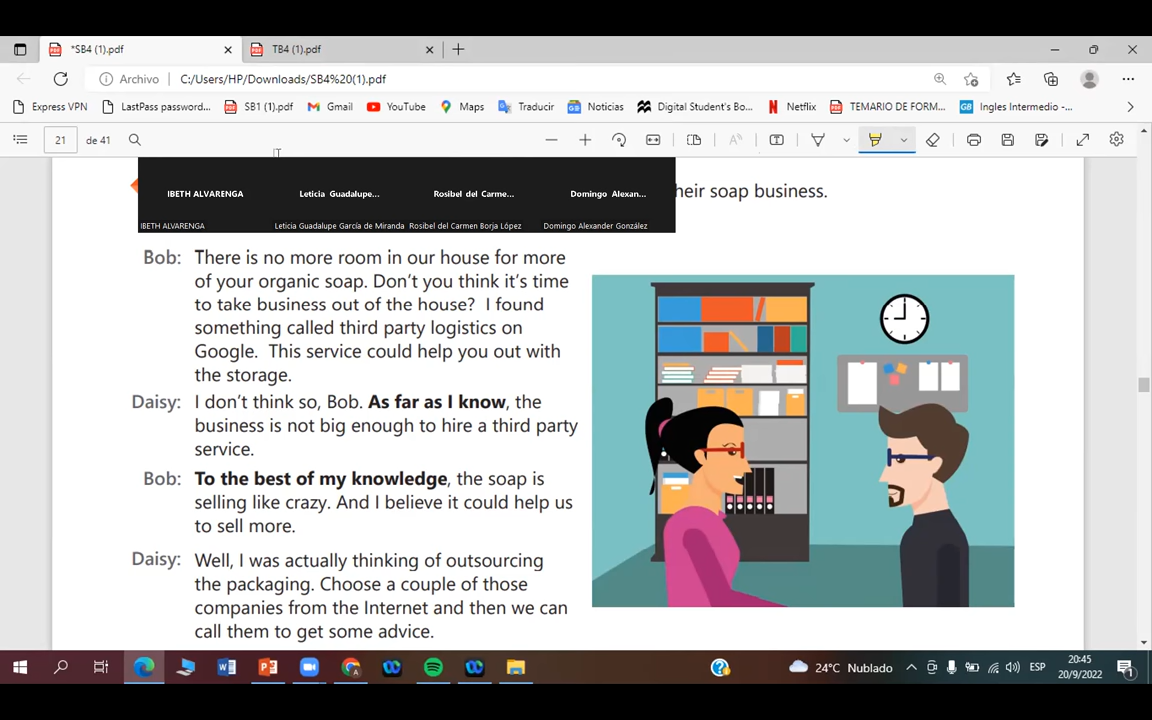 *SB4 (1).pdf
TB4 (1).pdf
Archivo C:/Users/HP/Downloads/SB4%20(1).pdf
Express VPN LastPass password... SB1 (1).pdf Gmail YouTube Maps Traducir Noticias Digital Student's Bo... Netflix TEMARIO DE FORM... Ingles Intermedio -...
21 de 41
IBETH ALVARENGA Leticia Guadalupe... Rosibel del Carme... Domingo Alexan...
heir soap business.
IBETH ALVARENGA Leticia Guadalupe García de Miranda Rosibel del Carmen Borja López Domingo Alexander González
Bob: There is no more room in our house for more
of your organic soap. Don't you think it's time
to take business out of the house? I found
something called third party logistics on
Google. This service could help you out with
the storage.
Daisy: I don't think so, Bob. As far as I know, the
business is not big enough to hire a third party
service.
Bob: To the best of my knowledge, the soap is
selling like crazy. And I believe it could help us
to sell more.
Daisy: Well, I was actually thinking of outsourcing
the packaging. Choose a couple of those
companies from the Internet and then we can
call them to get some advice.
24°C Nublado ESP 20:45
20/9/2022